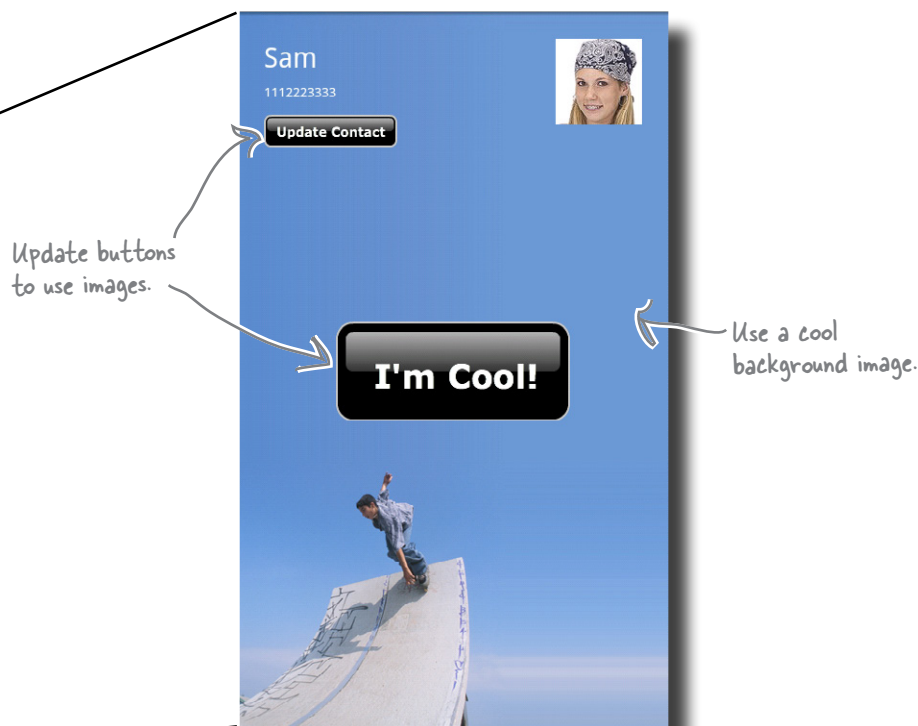 Sam
1112223333
Update Contact
Update buttons
to use images.
I'm Cool!
Use a cool
background image.